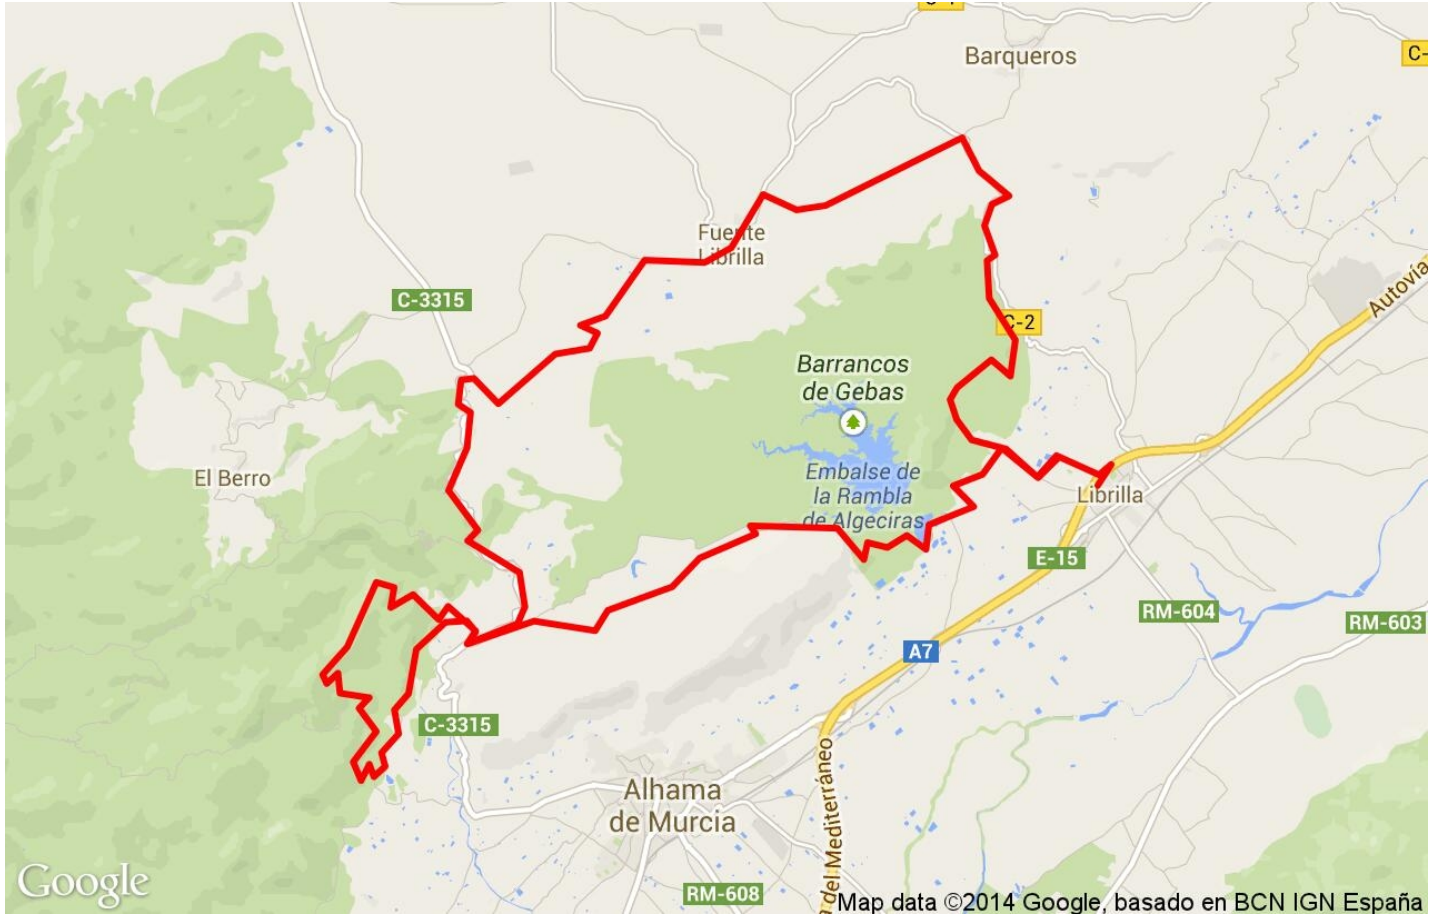 Barqueros
C-
Fuente
Librilla
C-3315
Autovía
C-2
Barrancos
de Gebas
El Berro
Embalse de
la Rambla
de Algeciras
Librilla
E-15
RM-604
RM-603
A7
C-3315
del Mediterráneo
Alhama
de Murcia
Google
RM-608
Map data ©2014 Google, basado en BCN IGN España